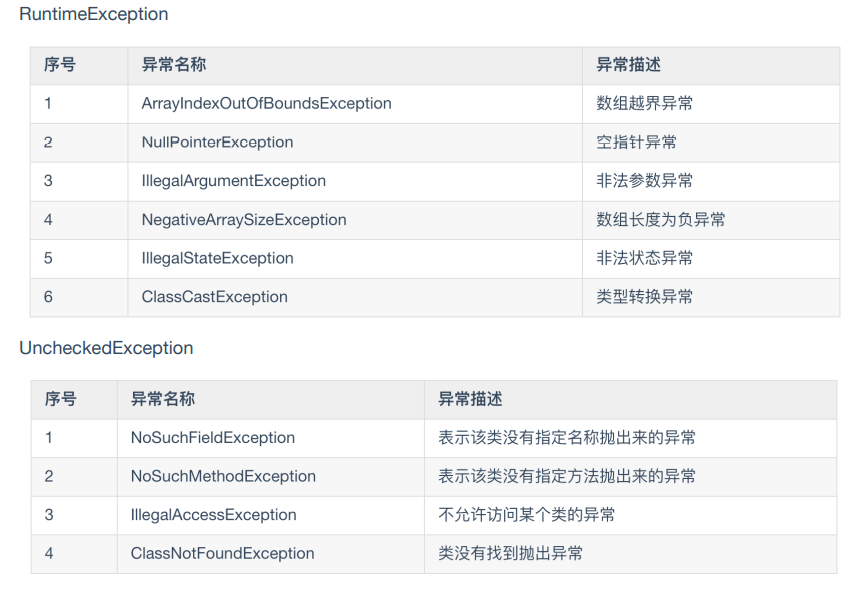 RuntimeException
序号 异常名称 异常描述
1 ArrayIndexOutOfBoundsException 数组越界异常
2 NullPointerException 空指针异常
3 IllegalArgumentException 非法参数异常
4 NegativeArraySizeException 数组长度为负异常
5 IllegalStateException 非法状态异常
6 ClassCastException 类型转换异常
UncheckedException
序号 异常名称 异常描述
1 NoSuchFieldException 表示该类没有指定名称抛出来的异常
2 NoSuchMethodException 表示该类没有指定方法抛出来的异常
3 IllegalAccessException 不允许访问某个类的异常
4 ClassNotFoundException 类没有找到抛出异常